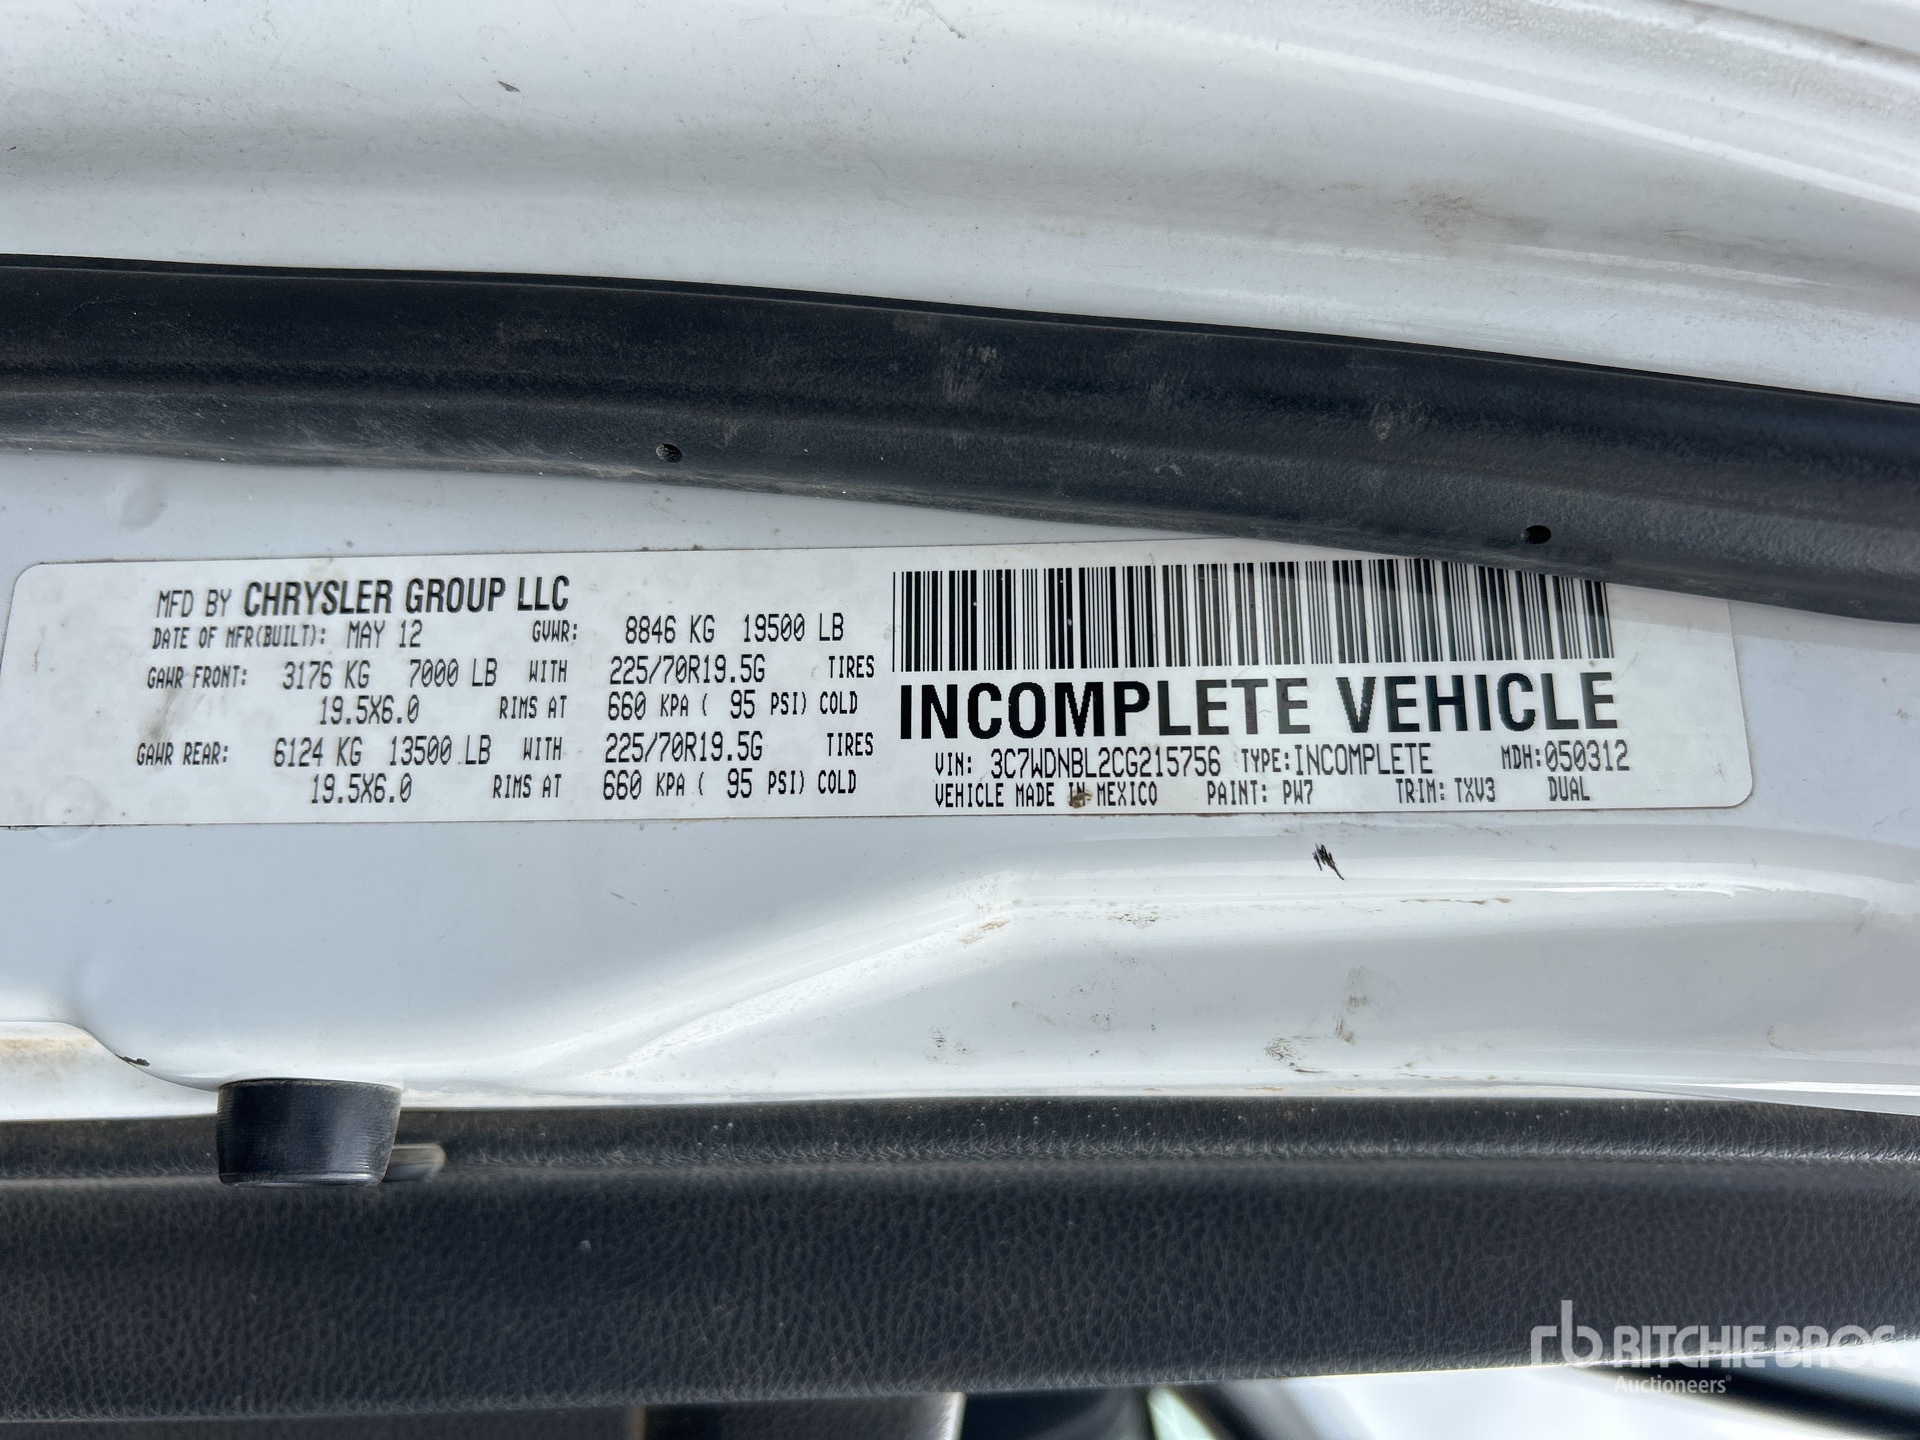 MFD BY CHRYSLER GROUP LLC
DATE OF MFR(BUILT): MAY 12 GVWR: 8846 KG 19500 LB
GAWR FRONT: 3176 KG 7000 LB WITH 225/70R19.5G TIRES
19.5X6.0 RIMS AT 660 KPA ( 95 PSI) COLD
GAWR REAR: 6124 KG 13500 LB WITH 225/70R19.5G TIRES
19.5X6.0 RIMS AT 660 KPA ( 95 PSI) COLD
INCOMPLETE VEHICLE
VIN: 3C7WDNBL2CG215756 TYPE:INCOMPLETE MDH:050312
VEHICLE MADE IN MEXICO PAINT: PW7 TRIM: TXV3 DUAL
rb RITCHIE BROS
Auctioneers